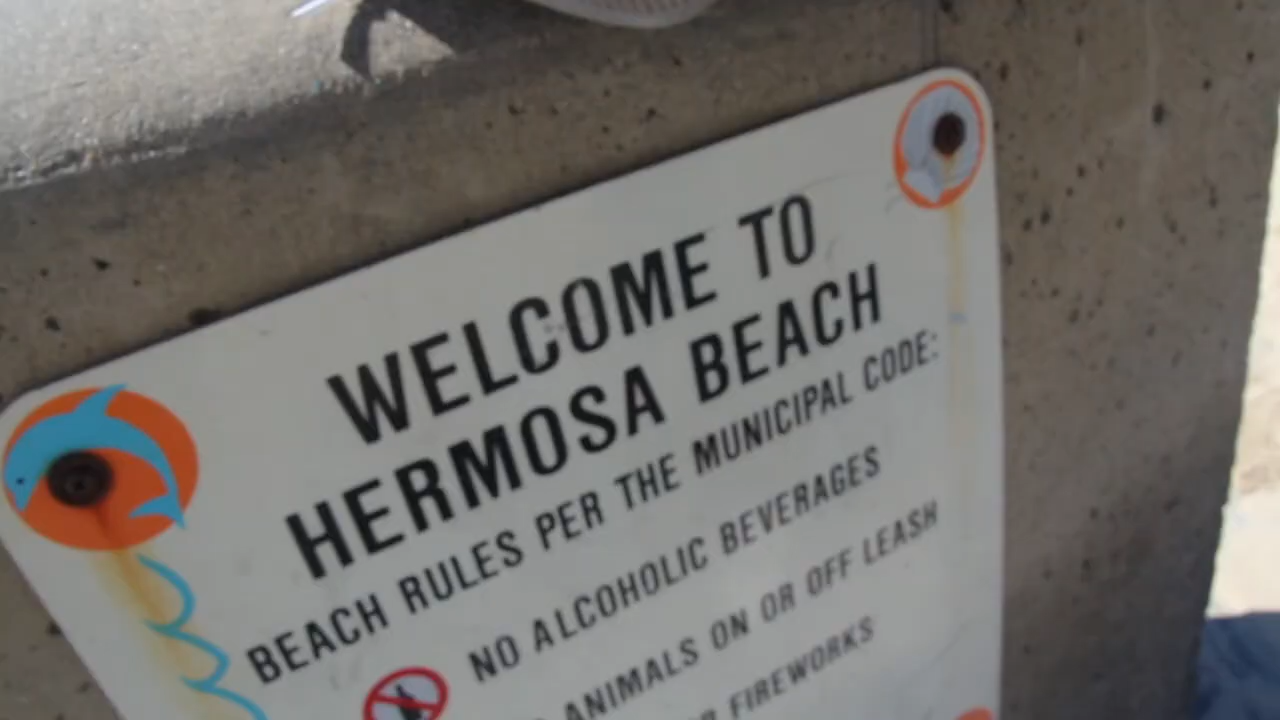 WELCOME TO
HERMOSA BEACH
BEACH RULES PER THE MUNICIPAL CODE:
NO ALCOHOLIC BEVERAGES
ANIMALS ON OR OFF LEASH
FIREWORKS